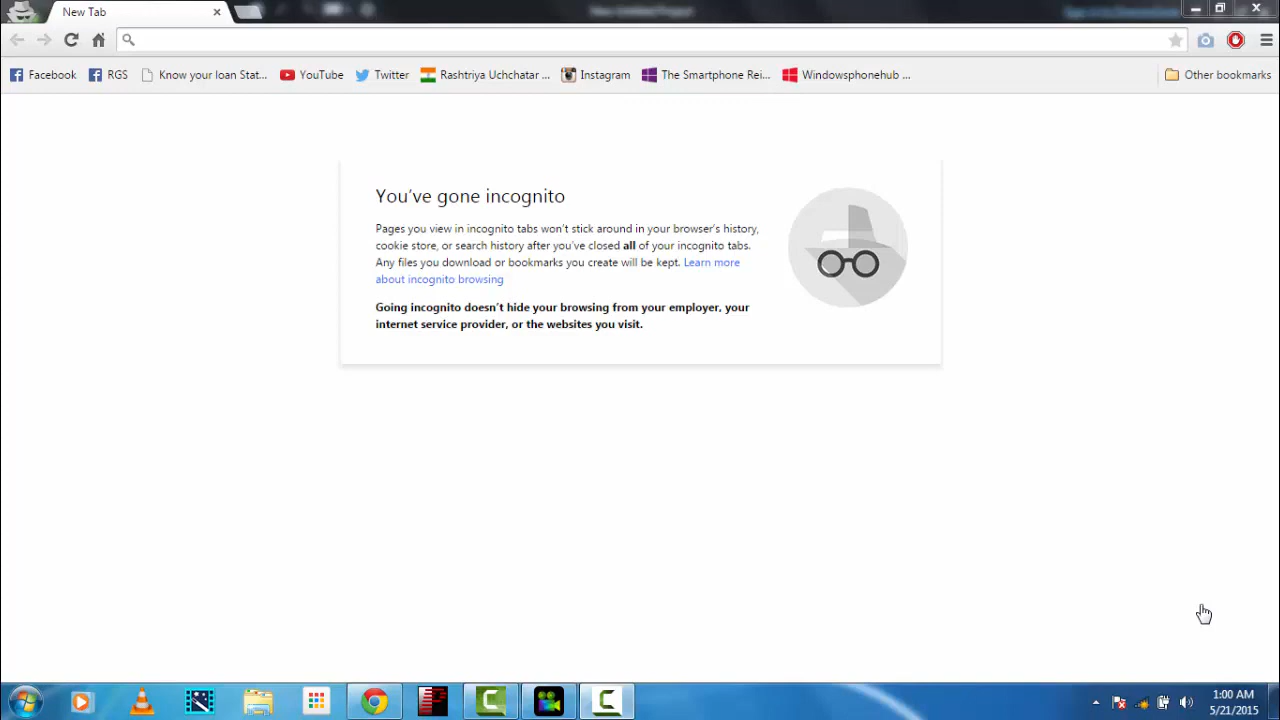 New Tab
Facebook RGS Know your loan Stat... YouTube Twitter Rashtriya Uchchatar ... Instagram The Smartphone Rei... Windowsphonehub ... Other bookmarks
You've gone incognito
Pages you view in incognito tabs won't stick around in your browser's history,
cookie store, or search history after you've closed all of your incognito tabs.
Any files you download or bookmarks you create will be kept. Learn more
about incognito browsing
Going incognito doesn't hide your browsing from your employer, your
internet service provider, or the websites you visit.
1:00 AM
5/21/2015